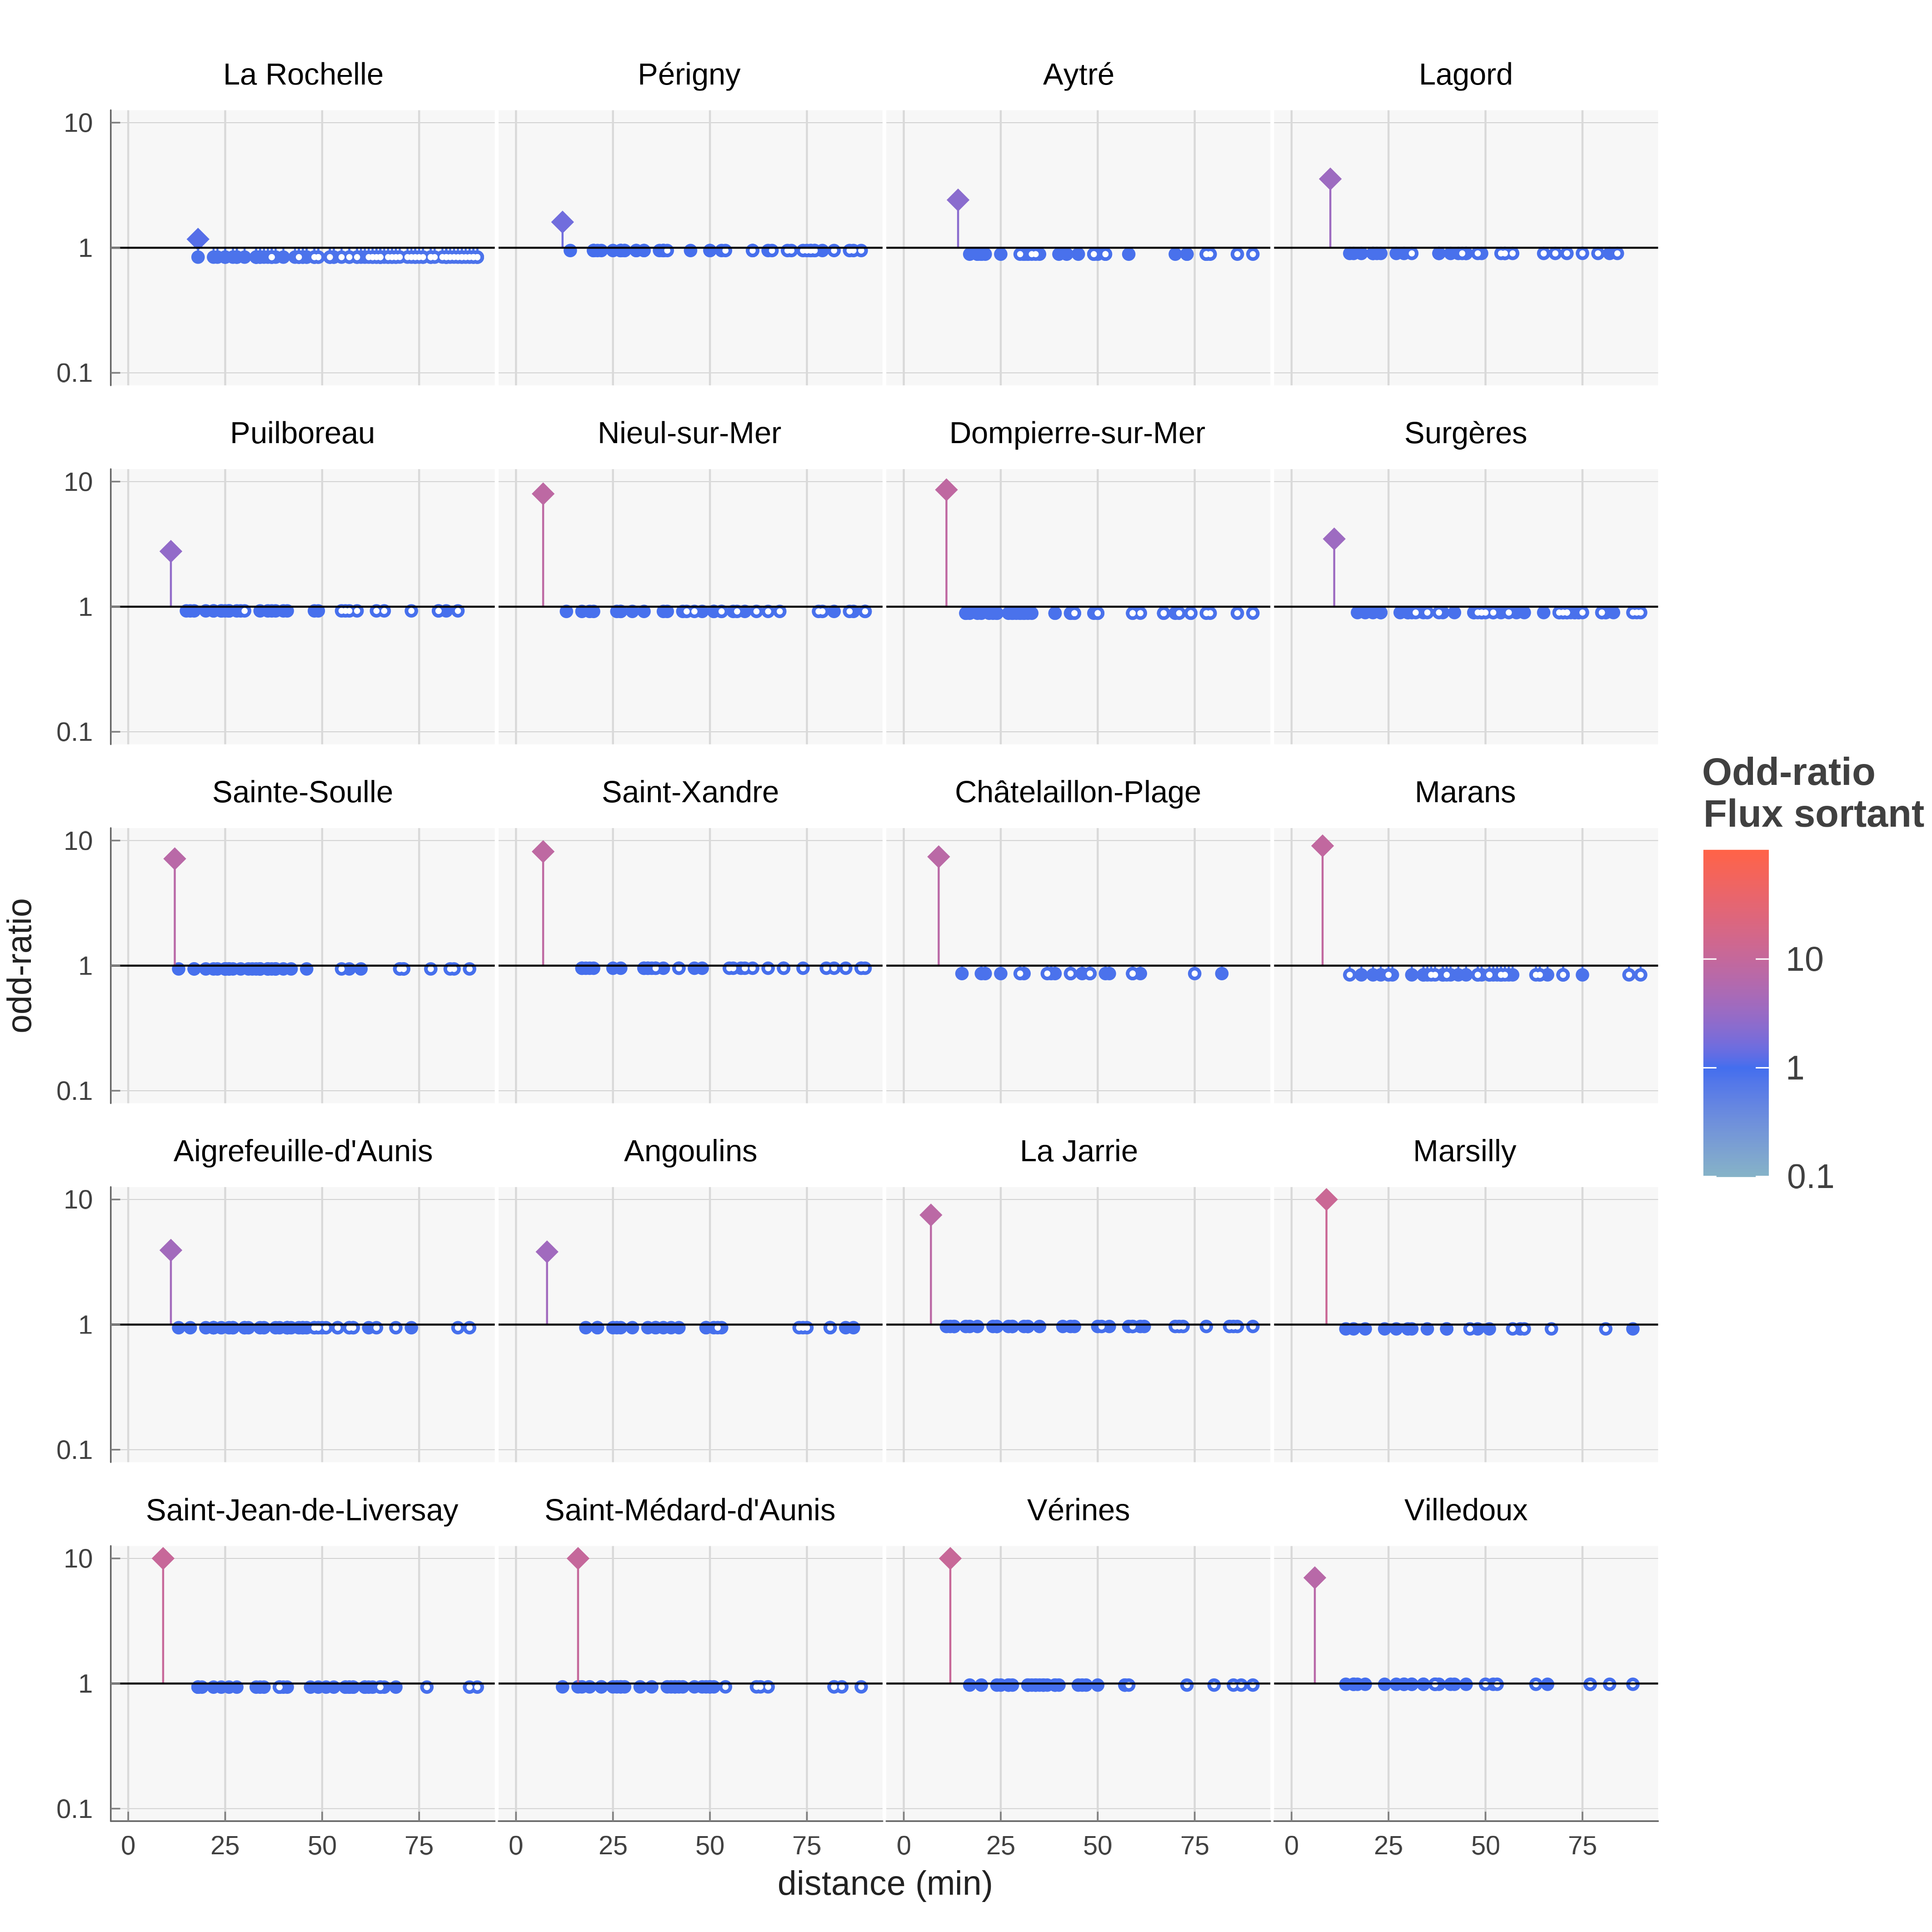 La Rochelle Périgny Aytré Lagord
10
1
0.1
Puilboreau Nieul-sur-Mer Dompierre-sur-Mer Surgères
10
1
0.1
Sainte-Soulle Saint-Xandre Châtelaillon-Plage Marans
10
1
0.1
Aigrefeuille-d'Aunis Angoulins La Jarrie Marsilly
10
1
0.1
Saint-Jean-de-Liversay Saint-Médard-d'Aunis Vérines Villedoux
10
1
0.1
0 25 50 75 0 25 50 75 0 25 50 75 0 25 50 75
distance (min)
odd-ratio
Odd-ratio
Flux sortant
10
1
0.1